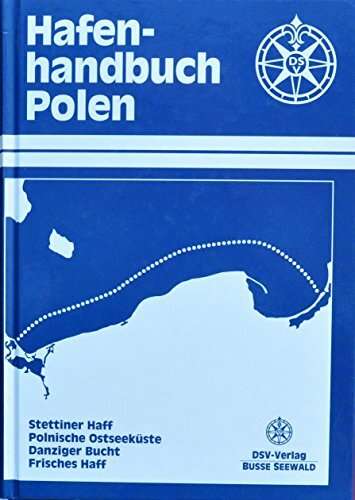 Hafen-
handbuch
Polen
DSV
Stettiner Haff
Polnische Ostseeküste
Danziger Bucht
Frisches Haff
DSV-Verlag
BUSSE SEEWALD